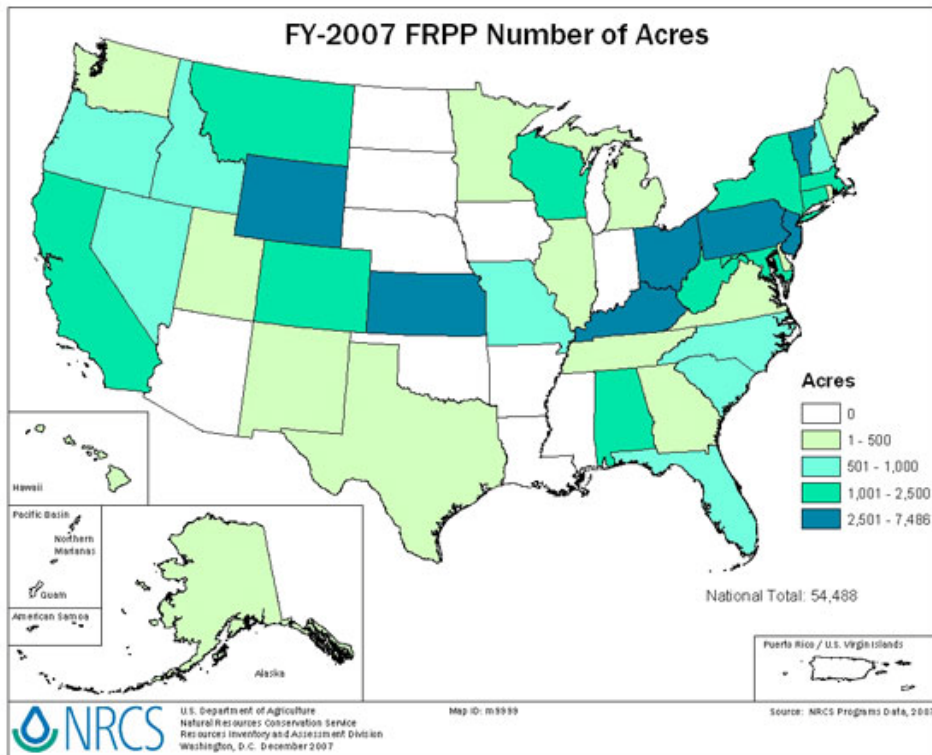 FY-2007 FRPP Number of Acres
Acres
0
1 - 500
501 - 1,000
1,001 - 2,500
2,501 - 7,486
National Total: 54,488
Hawaii
Pacific Basin
Northern
Marianas
Guam
American Samoa
Alaska
Puerto Rico / U.S. Virgin Islands
NRCS
U.S. Department of Agriculture
Natural Resources Conservation Service
Resources Inventory and Assessment Division
Washington, D.C. December 2007
Map ID: m9999
Source: NRCS Programs Data, 2007